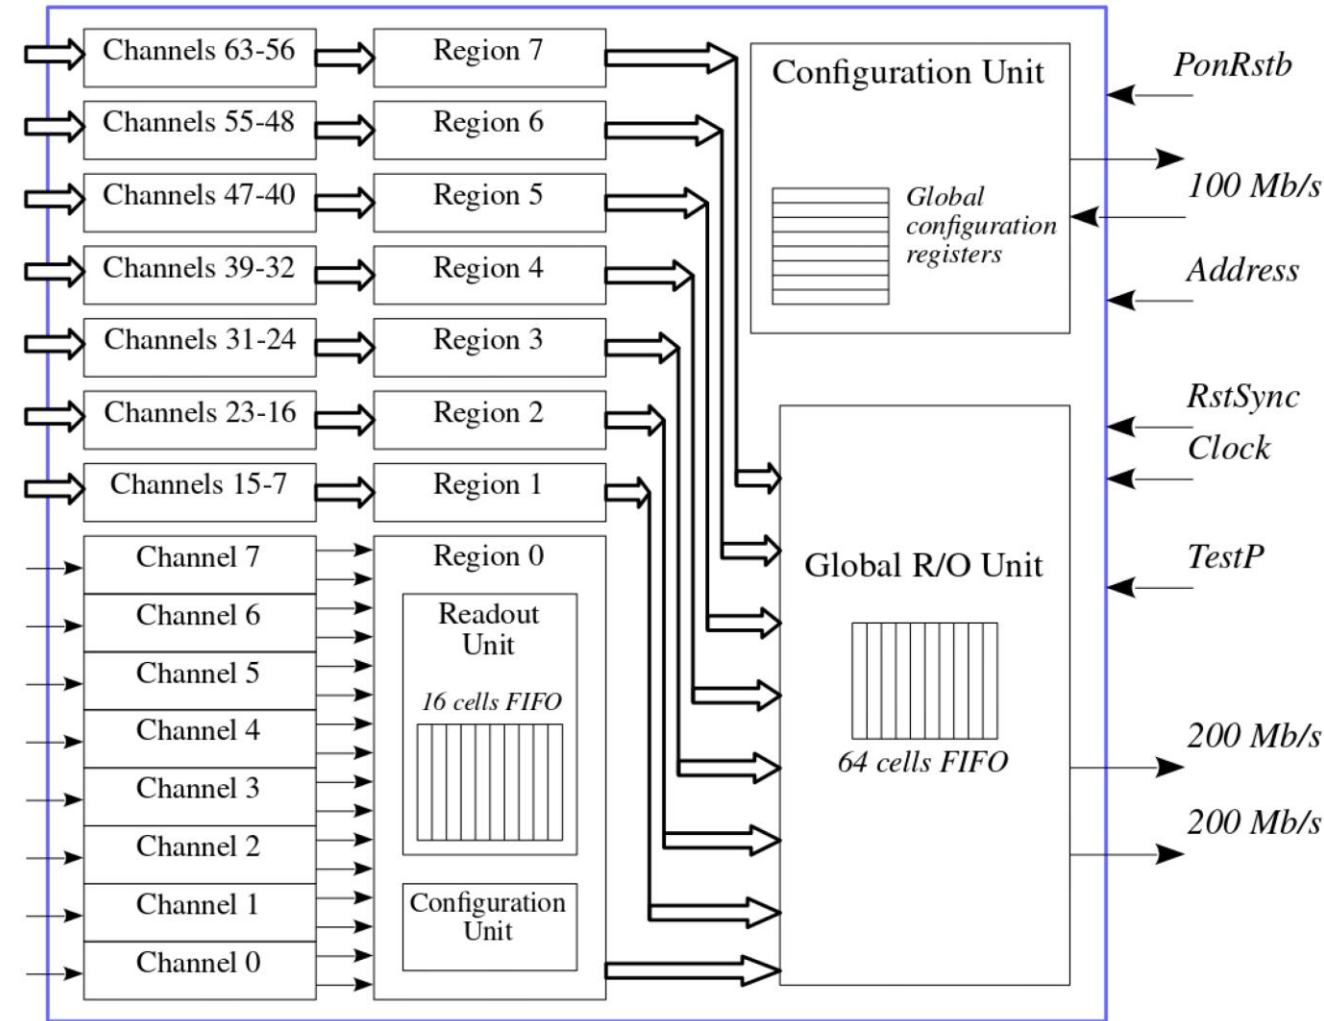 Channels 63-56
Region 7
Channels 55-48
Region 6
Channels 47-40
Region 5
Channels 39-32
Region 4
Channels 31-24
Region 3
Channels 23-16
Region 2
Channels 15-7
Region 1
Channel 7
Channel 6
Channel 5
Channel 4
Channel 3
Channel 2
Channel 1
Channel 0
Region 0
Readout
Unit
16 cells FIFO
Configuration
Unit
Configuration Unit
Global
configuration
registers
Global R/O Unit
64 cells FIFO
PonRstb
100 Mb/s
Address
RstSync
Clock
TestP
200 Mb/s
200 Mb/s